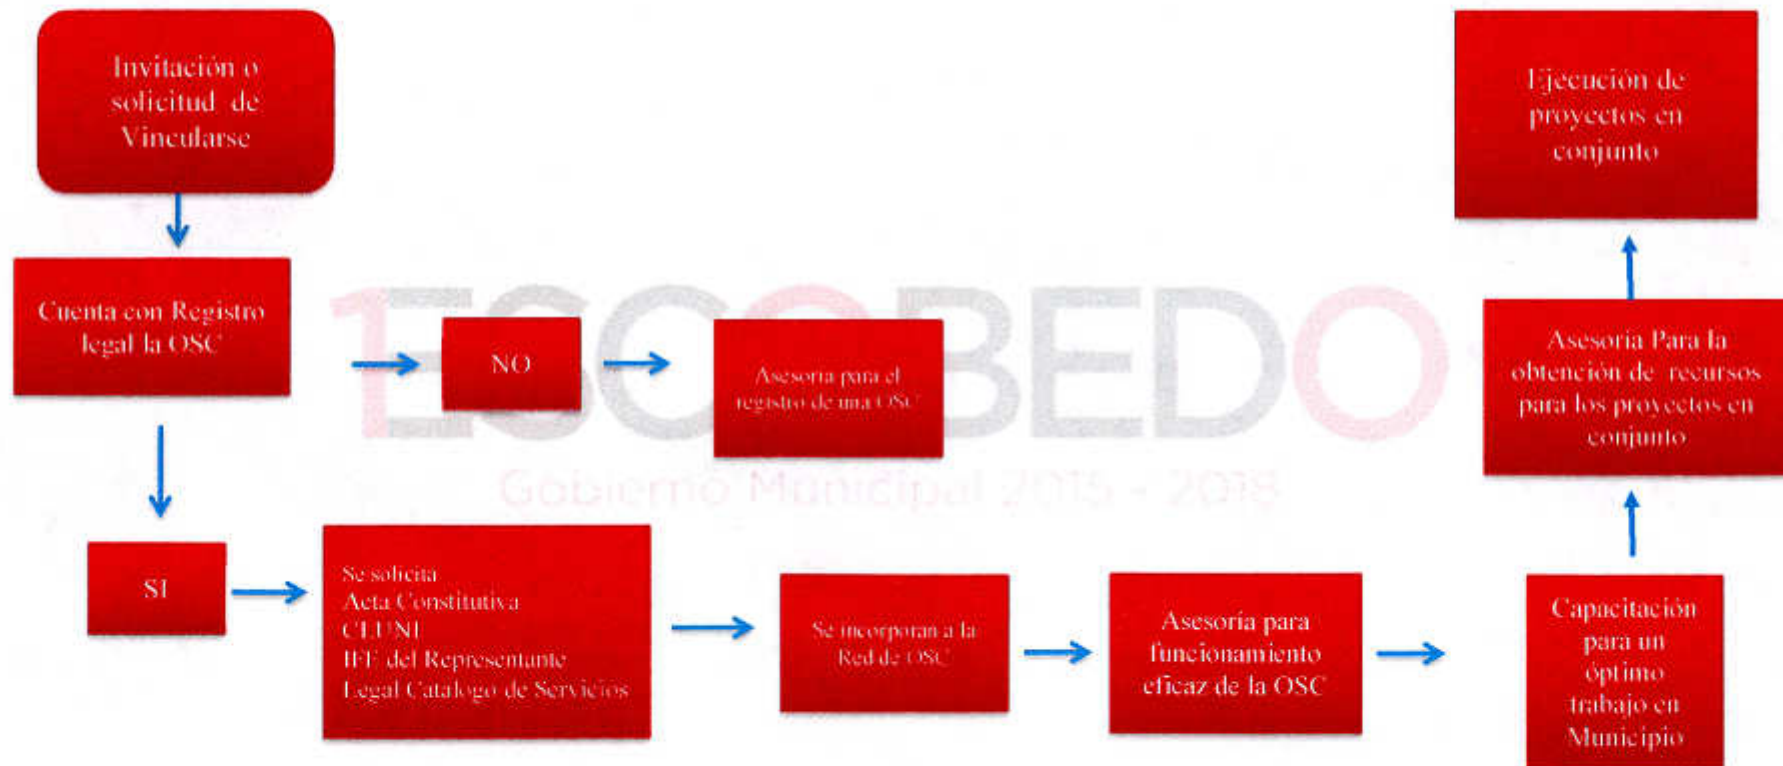 Invitación o
solicitud de
Vincularse
Cuenta con Registro
legal la OSC
NO
Asesoria para el
registro de una OSC
SI
Se solicita
Acta Constitutiva
CLUNI
IFE del Representante
Legal Catalogo de Servicios
Se incorporan a la
Red de OSC
Asesoría para
funcionamiento
eficaz de la OSC
Capacitación
para un
óptimo
trabajo en
Municipio
Asesoría Para la
obtención de recursos
para los proyectos en
conjunto
Ejecución de
proyectos en
conjunto
1ESCOBEDO
Gobierno Municipal 2015 - 2018